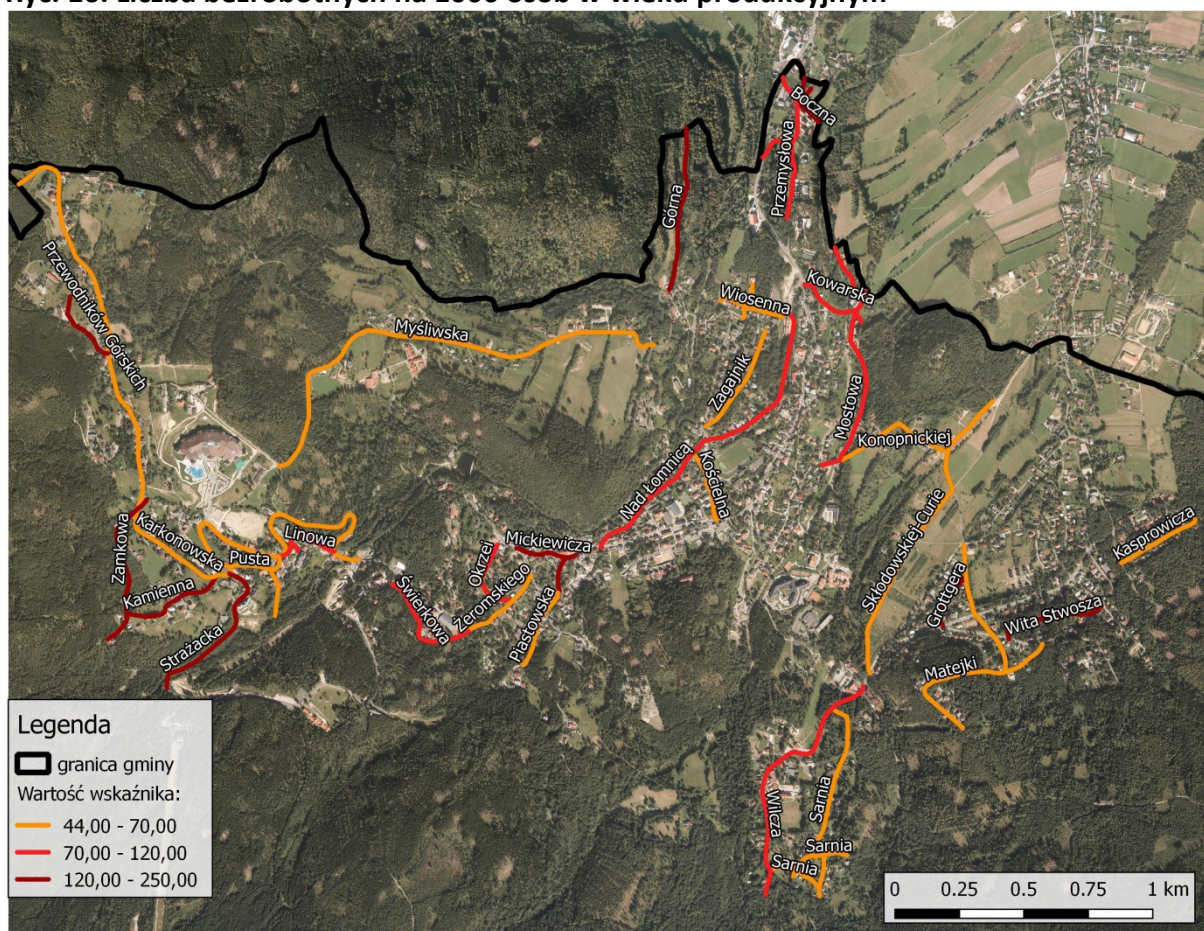 Ryc. 20. Liczba bezrobotnych na 1000 osób w wieku produkcyjnym
Boczna
Przemysłowa
Górna
Przewodników Górskich
Kowarska
Wiosenna
Myśliwska
Zagajnik
Mostowa
Konopnickiej
Nad Łomnicą
Kościelna
Skłodowskiej Curie
Kasprowicza
Linowa
Mickiewicza
Karkonowska
Pusta
Zamkowa
Okrzei
Kamienna
Żeromskiego
Świerkowa
Grottgera
Wita Stwosza
Piastowska
Strażacka
Matejki
Wilcza
Sarnia
Sarnia
Sarnia
Legenda
granica gminy
Wartość wskaźnika:
44,00 - 70,00
70,00 - 120,00
120,00 - 250,00
0 0.25 0.5 0.75 1 km